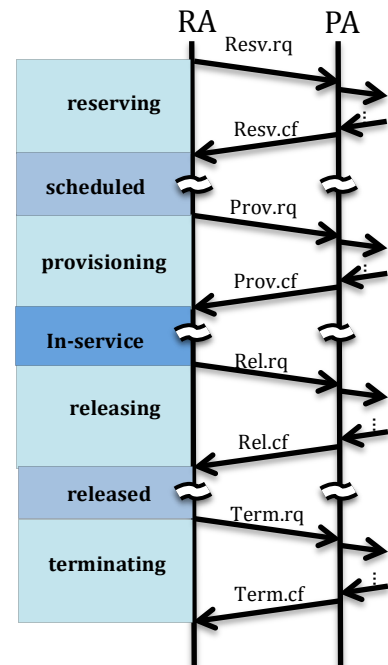 RA PA
Resv.rq
reserving
...
Resv.cf
scheduled
Prov.rq
provisioning
...
Prov.cf
In-service
Rel.rq
releasing
...
Rel.cf
released
Term.rq
terminating
...
Term.cf